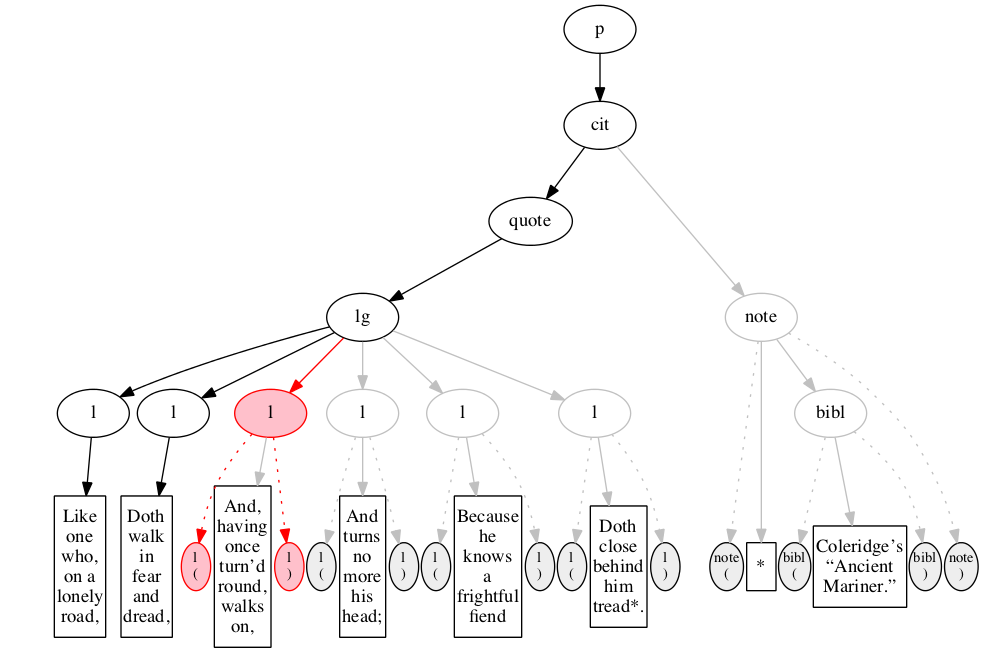 p
cit
quote
lg
note
l
l
l
l
l
l
bibl
Like
one
who,
on a
lonely
road,
Doth
walk
in
fear
and
dread,
l
(
And,
having
once
turn’d
round,
walks
on,
l
)
l
(
And
turns
no
more
his
head;
l
)
l
(
Because
he
knows
a
frightful
fiend
l
)
l
(
Doth
close
behind
him
tread*.
l
)
note
(
*
bibl
(
Coleridge’s
“Ancient
Mariner.”
bibl
)
note
)